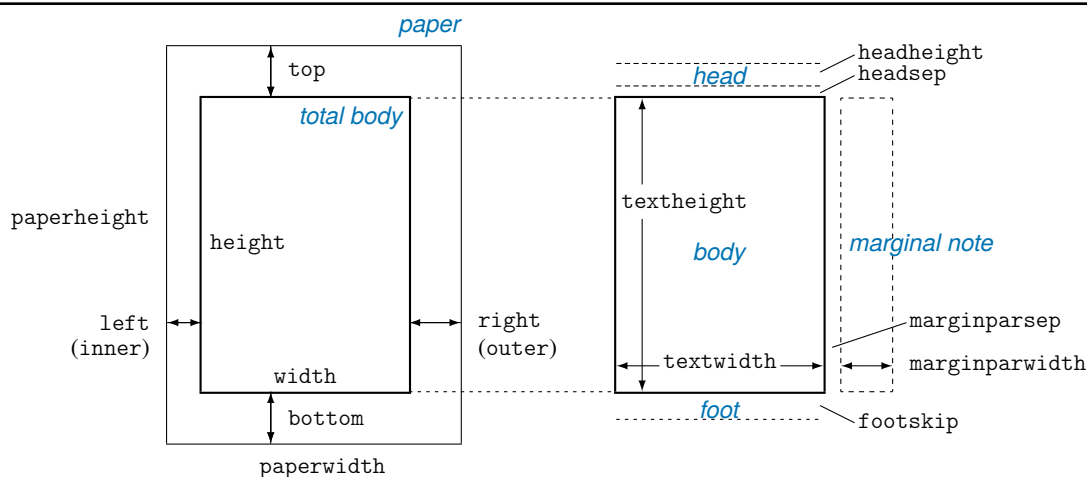 paper
top
total body
paperheight
height
left
(inner)
right
(outer)
width
bottom
paperwidth
headheight
head
headsep
textheight
body
marginal note
marginparsep
textwidth
marginparwidth
foot
footskip